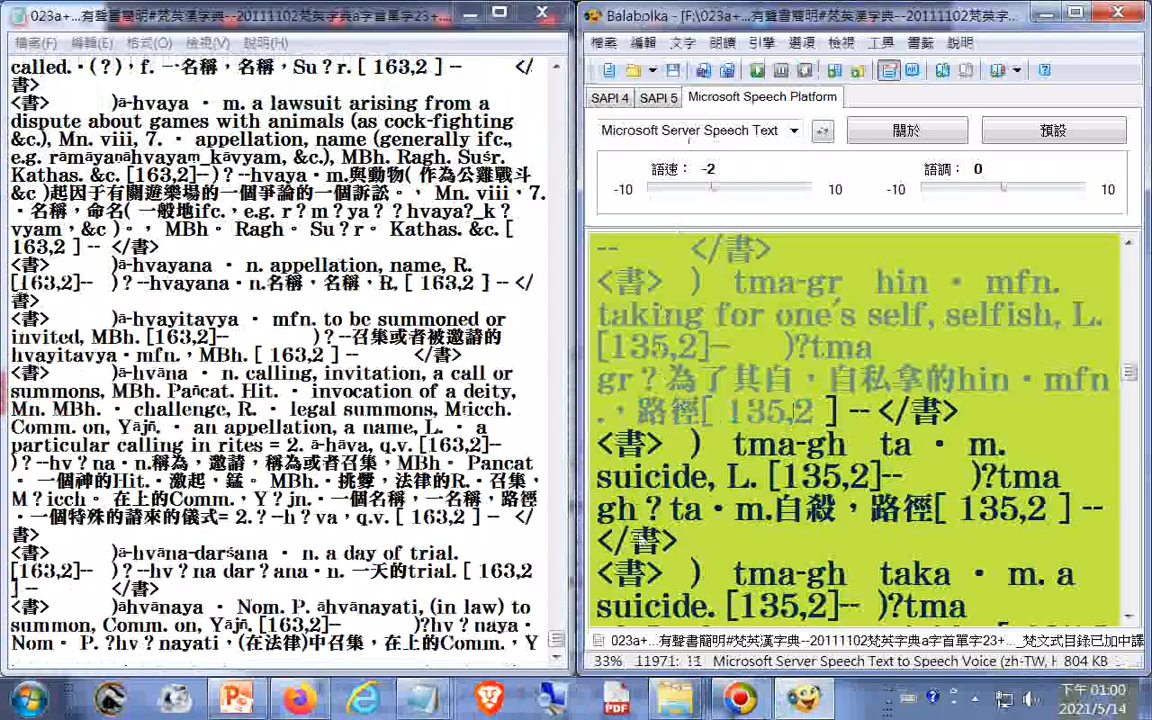 ...有聲書簡明#梵英漢字典--20111102梵英字典a字首單字23+...
檔案(F) 編輯(E) 格式(O) 檢視(V) 說明(H)
called. • (?), f. 一名稱，名稱，Su？r. [ 163,2 ] -- </
書>
<書> )ā-hvaya • m. a lawsuit arising from a
dispute about games with animals (as cock-fighting
&c.), Mn. viii, 7. • appellation, name (generally ifc.,
e.g. rāmāyaṇāhvayaṃ_kāvyam, &c.), MBh. Ragh. Suśr.
Kathas. &c. [163,2]--)？--hvaya•m.與動物( 作為公雞戰斗
&c )起因于有關遊樂場的一個爭論的一個訴訟。，Mn. viii，7.
•名稱，命名( 一般地ifc.，e.g. r？m？ya？？hvaya?_k？
vyam，&c )。，MBh。Ragh。Su？r。Kathas. &c. [
163,2 ] -- </書>
<書> )ā-hvayana • n. appellation, name, R.
[163,2]-- )？--hvayana•n.名稱，名稱，R, [ 163,2 ] -- </
書>
<書> )ā-hvayitavya • mfn. to be summoned or
invited, MBh. [163,2]-- )？--召集或者被邀請的
hvayitavya•mfn.，MBh. [ 163,2 ] -- </書>
<書> )ā-hvāna • n. calling, invitation, a call or
summons, MBh. Pañcat. Hit. • invocation of a deity,
Mn. MBh. • challenge, R. • legal summons, Mṛicch.
Comm. on, Yājñ. • an appellation, a name, L. • a
particular calling in rites = 2. ā-hāva, q.v. [163,2]--
)？--hv？na•n.稱為，邀請，稱為或者召集，MBh。Pancat
。一個神的Hit.•激起，錳。MBh.•挑戰，法律的R.•召集，
M？icch。在上的Comm.，Y？jn.•一個名稱，一名稱，路徑
•一個特殊的請來的儀式= 2.？--h？va，q.v. [ 163,2 ] -- </
書>
<書> )ā-hvāna-darśana • n. a day of trial.
[163,2]-- )？--hv？na dar？ana•n. 一天的trial. [ 163,2
] -- </書>
<書> )āhvānaya • Nom. P. āhvānayati, (in law) to
summon, Comm. on, Yājñ. [163,2]-- )？hv？naya•
Nom。P. ?hv？nayati，(在法律)中召集，在上的Comm.，Y
Balabolka - [F:\023a+...有聲書簡明#梵英漢字典--20111102梵英字...
檔案 編輯 文字 朗讀 引擎 選項 檢視 工具 書籤 說明
SAPI 4 SAPI 5 Microsoft Speech Platform
Microsoft Server Speech Text 關於 預設
語速： -2 語調： 0
-10 10 -10 10
-- </書>
<書> ) tma-gr hin • mfn.
taking for one's self, selfish, L.
[135,2]-- )?tma
gr？為了其自，自私拿的hin•mfn
.，路徑[ 135,2 ] -- </書>
<書> ) tma-gh ta • m.
suicide, L. [135,2]-- )?tma
gh？ta•m.自殺，路徑[ 135,2 ] --
</書>
<書> ) tma-gh taka • m. a
suicide. [135,2]-- )?tma
023a+...有聲書簡明#梵英漢字典--20111102梵英字典a字首單字23+..._梵文式目錄已加中譯
33% 11971: 11 Microsoft Server Speech Text to Speech Voice (zh-TW, H 804 KB
下午 01:00
2021/5/14